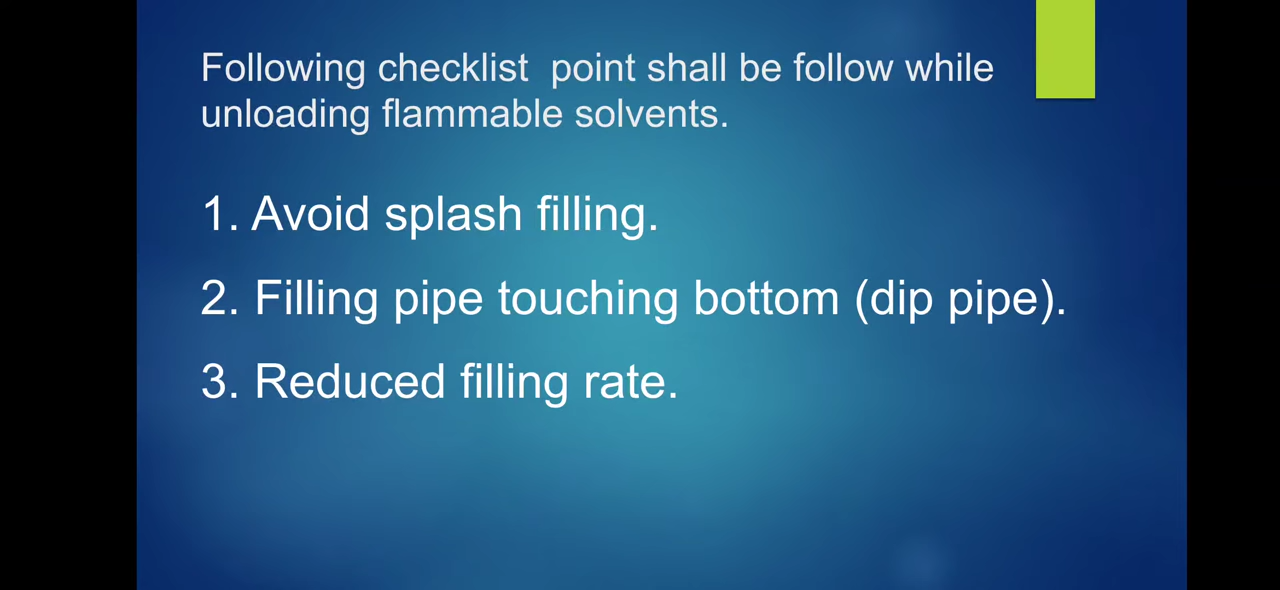 Following checklist  point shall be follow while
unloading flammable solvents.
1. Avoid splash filling.
2. Filling pipe touching bottom (dip pipe).
3. Reduced filling rate.